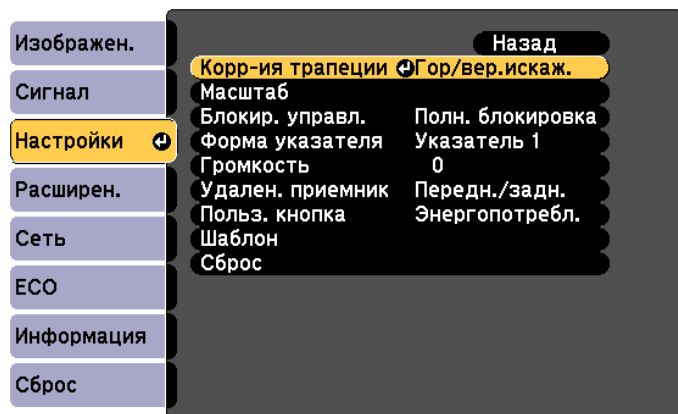 Изображен.
Сигнал
Настройки
Расширен.
Сеть
ECO
Информация
Сброс
Назад
Корр-ия трапеции Гор/вер.искаж.
Масштаб
Блокир. управл. Полн. блокировка
Форма указателя Указатель 1
Громкость 0
Удален. приемник Передн./задн.
Польз. кнопка Энергопотребл.
Шаблон
Сброс